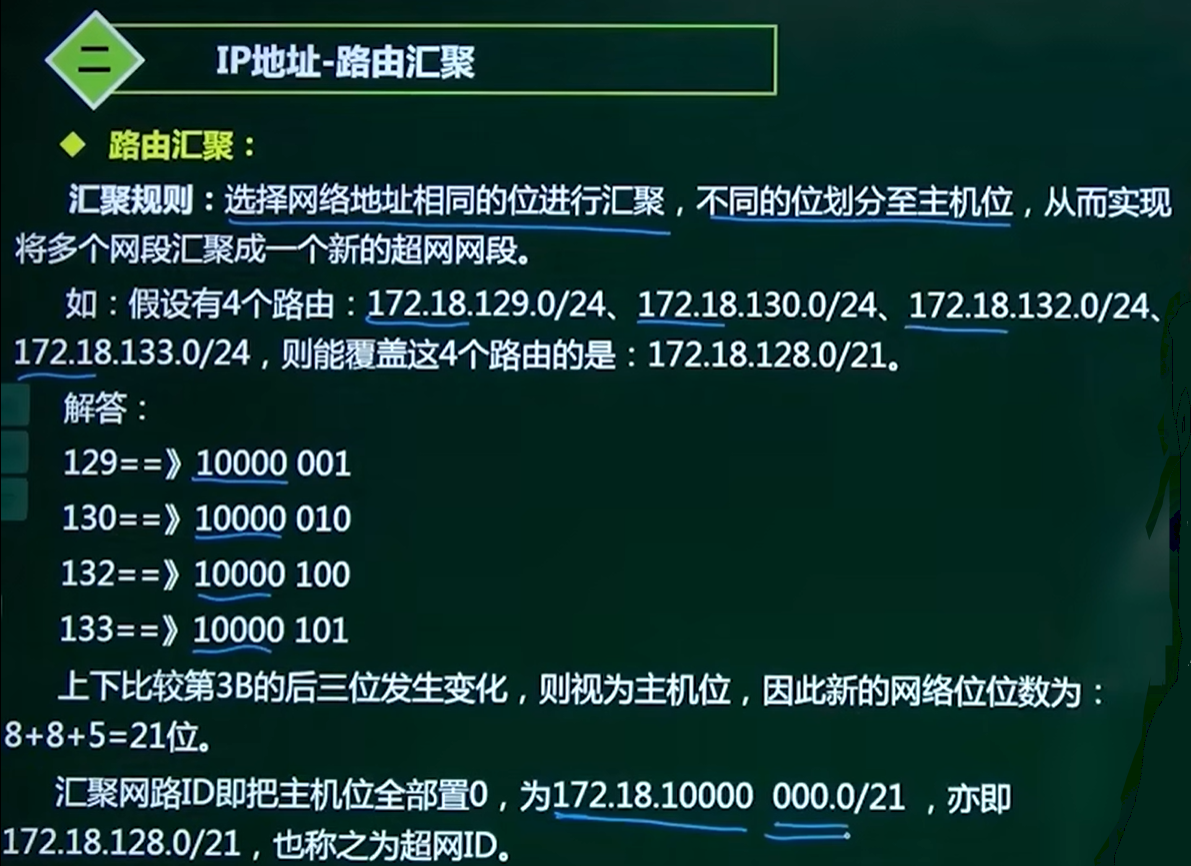 二
IP地址-路由汇聚
路由汇聚：
汇聚规则：选择网络地址相同的位进行汇聚，不同的位划分至主机位，从而实现
将多个网段汇聚成一个新的超网网段。
如：假设有4个路由：172.18.129.0/24、172.18.130.0/24、172.18.132.0/24、
172.18.133.0/24，则能覆盖这4个路由的是：172.18.128.0/21。
解答：
129==》10000 001
130==》10000 010
132==》10000 100
133==》10000 101
上下比较第3B的后三位发生变化，则视为主机位，因此新的网络位位数为：
8+8+5=21位。
汇聚网路ID即把主机位全部置0，为172.18.10000 000.0/21 ，亦即
172.18.128.0/21，也称之为超网ID。